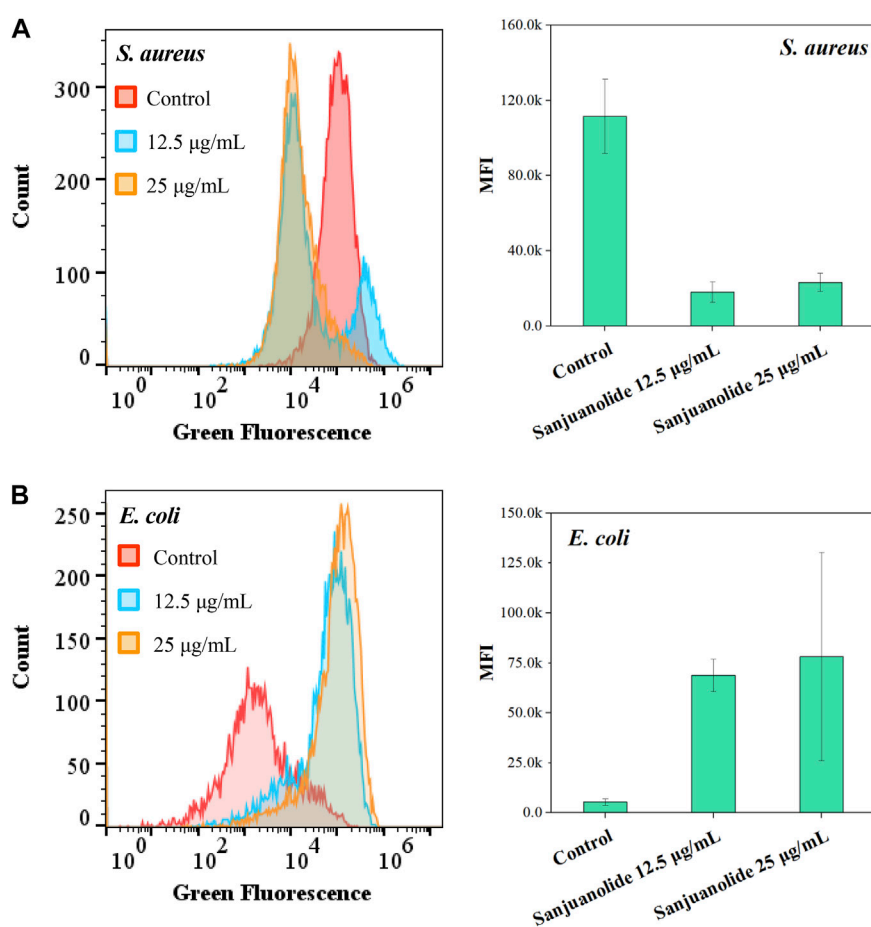 A
S. aureus
Control
12.5 μg/mL
25 μg/mL
Count
300
200
100
0
10^0 10^2 10^4 10^6
Green Fluorescence
S. aureus
MFI
160.0k
120.0k
80.0k
40.0k
0.0
Control
Sanjuanolide 12.5 μg/mL
Sanjuanolide 25 μg/mL
B
E. coli
Control
12.5 μg/mL
25 μg/mL
Count
250
200
150
100
50
0
10^0 10^2 10^4 10^6
Green Fluorescence
E. coli
MFI
150.0k
125.0k
100.0k
75.0k
50.0k
25.0k
0.0
Control
Sanjuanolide 12.5 μg/mL
Sanjuanolide 25 μg/mL